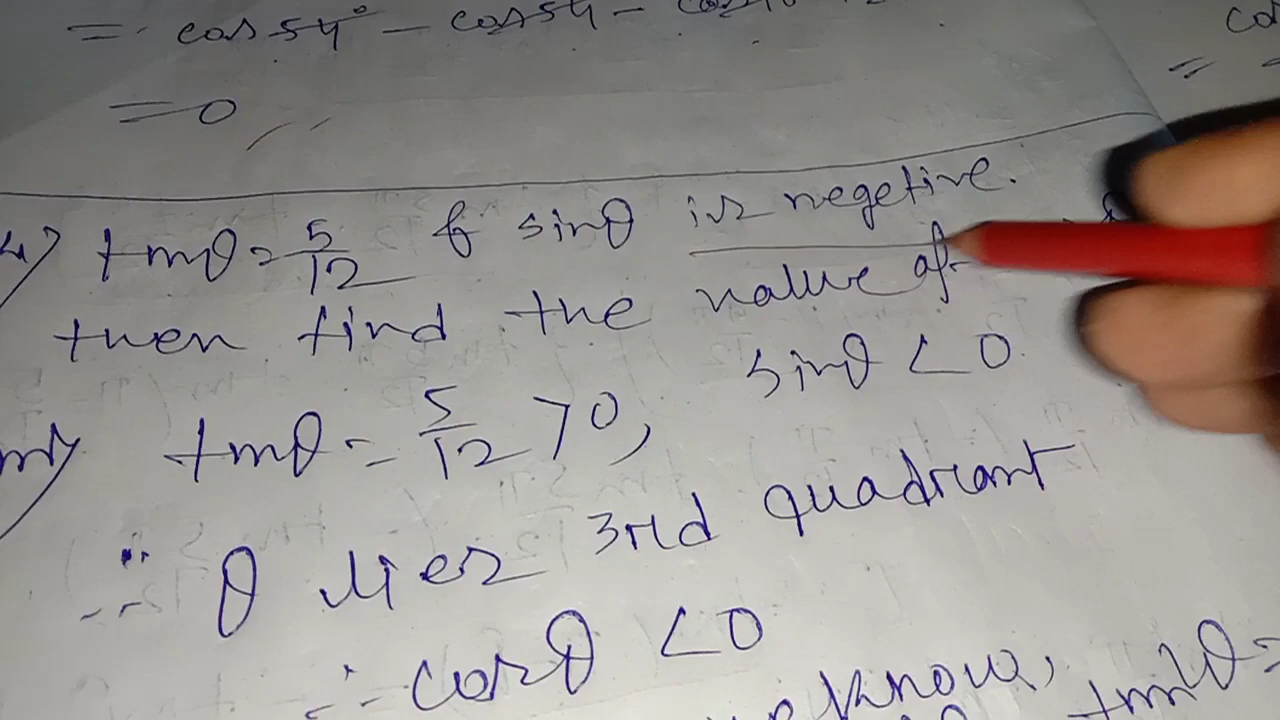 = cos 54° - cos 54 -
= 0
4) tanθ = 5/12 & sinθ is negetive.
then find the value of
tanθ = 5/12 > 0, sinθ < 0
∴ θ lies 3rd quadrant
∴ cosθ < 0
know,